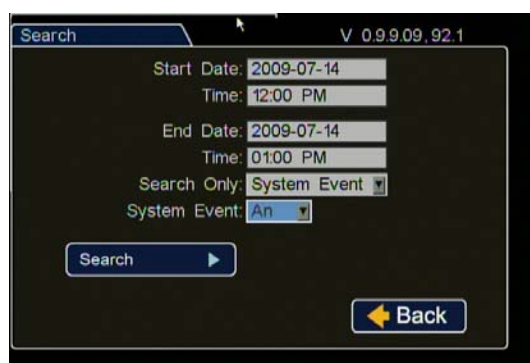 Search
V 0.9.9.09, 92.1
Start Date: 2009-07-14
Time: 12:00 PM
End Date: 2009-07-14
Time: 01:00 PM
Search Only: System Event
System Event: An
Search
Back